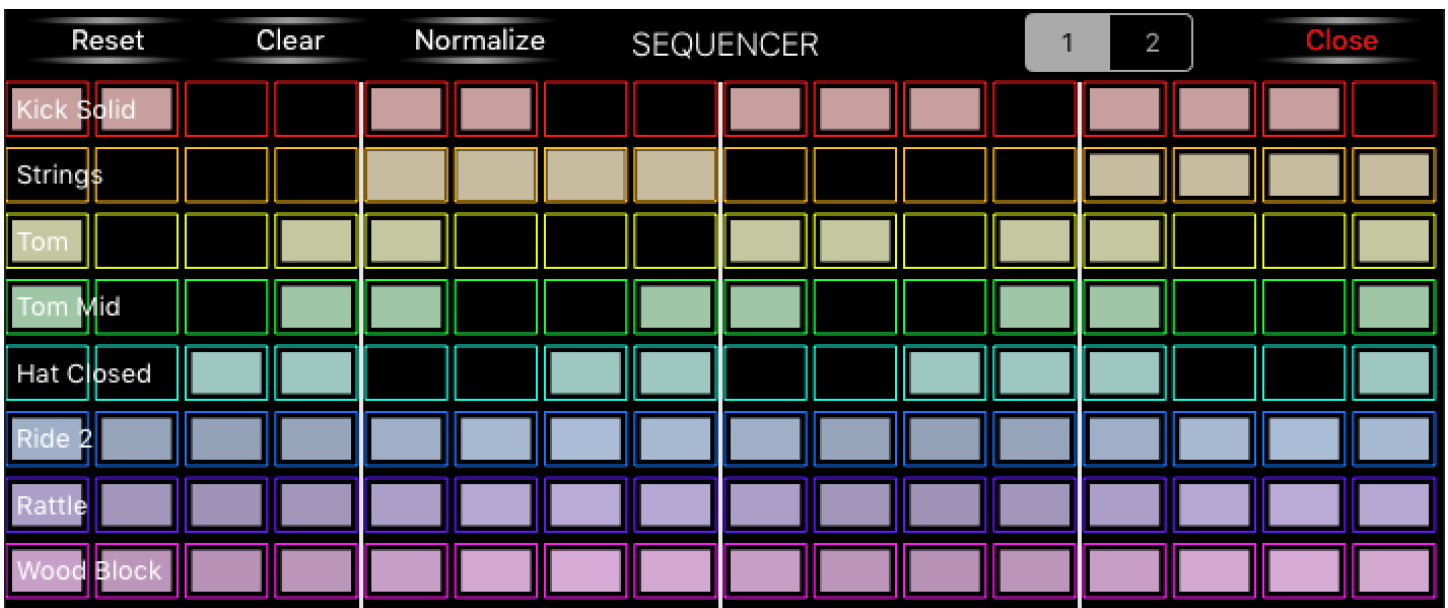 Reset Clear Normalize SEQUENCER 1 2 Close
Kick Solid
Strings
Tom
Tom Mid
Hat Closed
Ride 2
Rattle
Wood Block